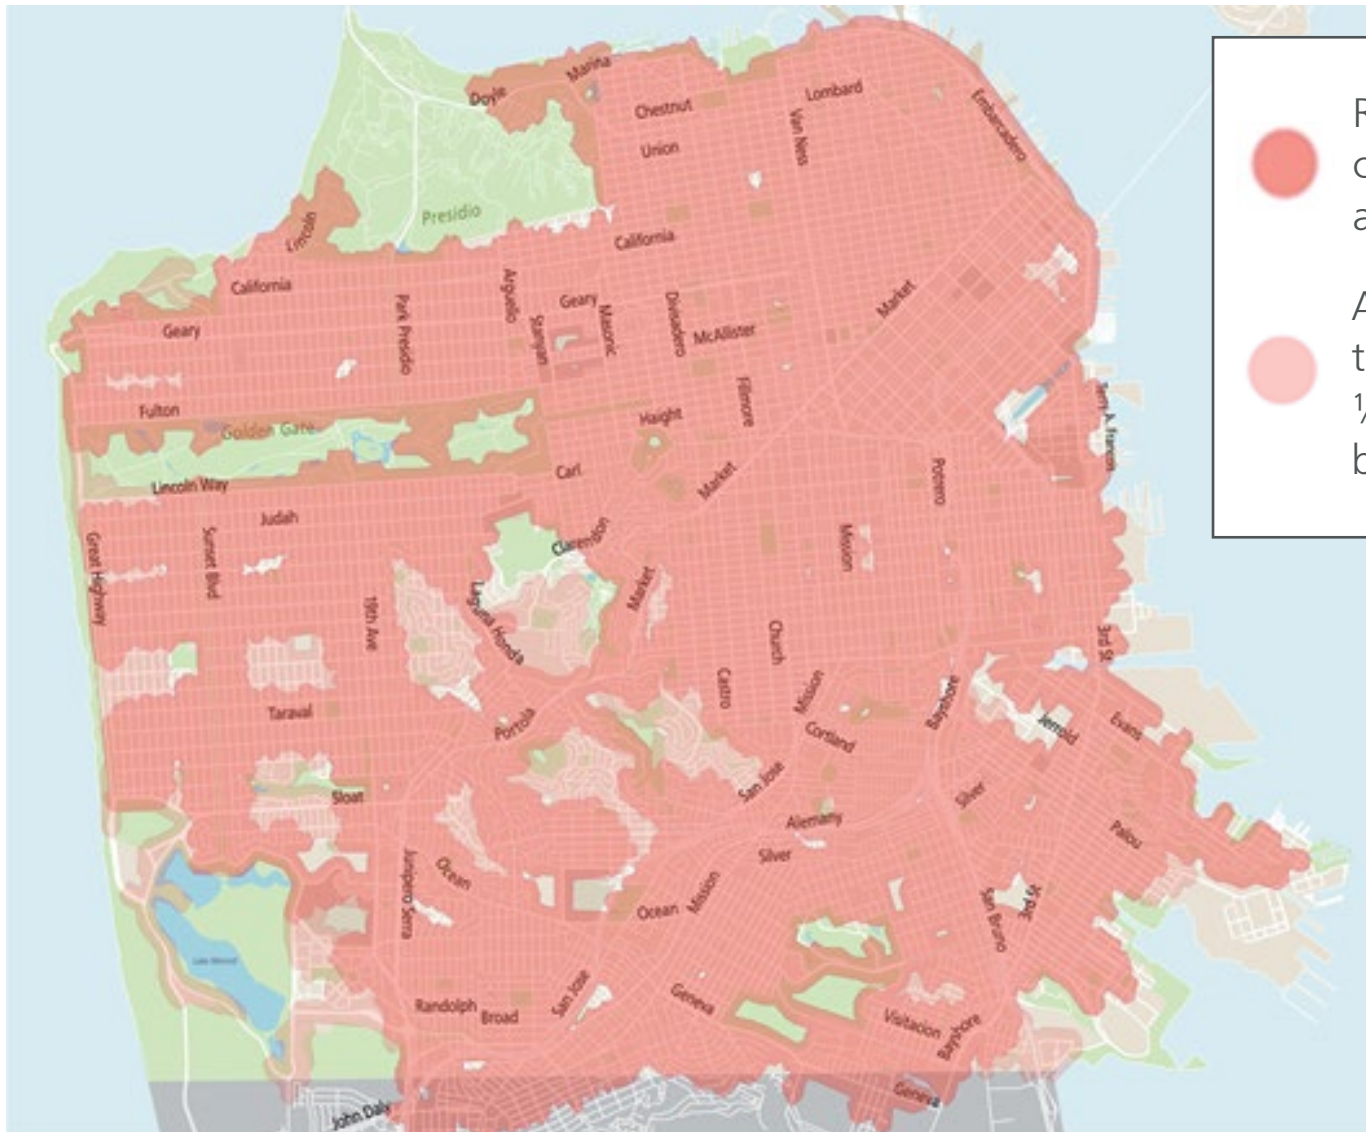 Marina
Doyle
Chestnut
Lombard
Embarcadero
Van Ness
Union
Presidio
Lincoln
California
California
Arguello
Geary
Masonic
Divisadero
Market
Park Presidio
Stanyan
McAllister
Geary
Fillmore
Terry A. Francois
Fulton
Golden Gate
Haight
Carl
Market
Potrero
Lincoln Way
Judah
Clarendon
Mission
Great Highway
Sunset Blvd
19th Ave
Laguna Honda
Market
Church
3rd St
Castro
Mission
Bayshore
Taraval
Portola
Cortland
Jerrold
Evans
San Jose
Sloat
Silver
Alemany
Palou
Junipero Serra
Ocean
Silver
Mission
Ocean
San Bruno
3rd St
Lake Merced
Randolph
Broad
San Jose
Geneva
Visitacion
Bayshore
Geneva
John Daly